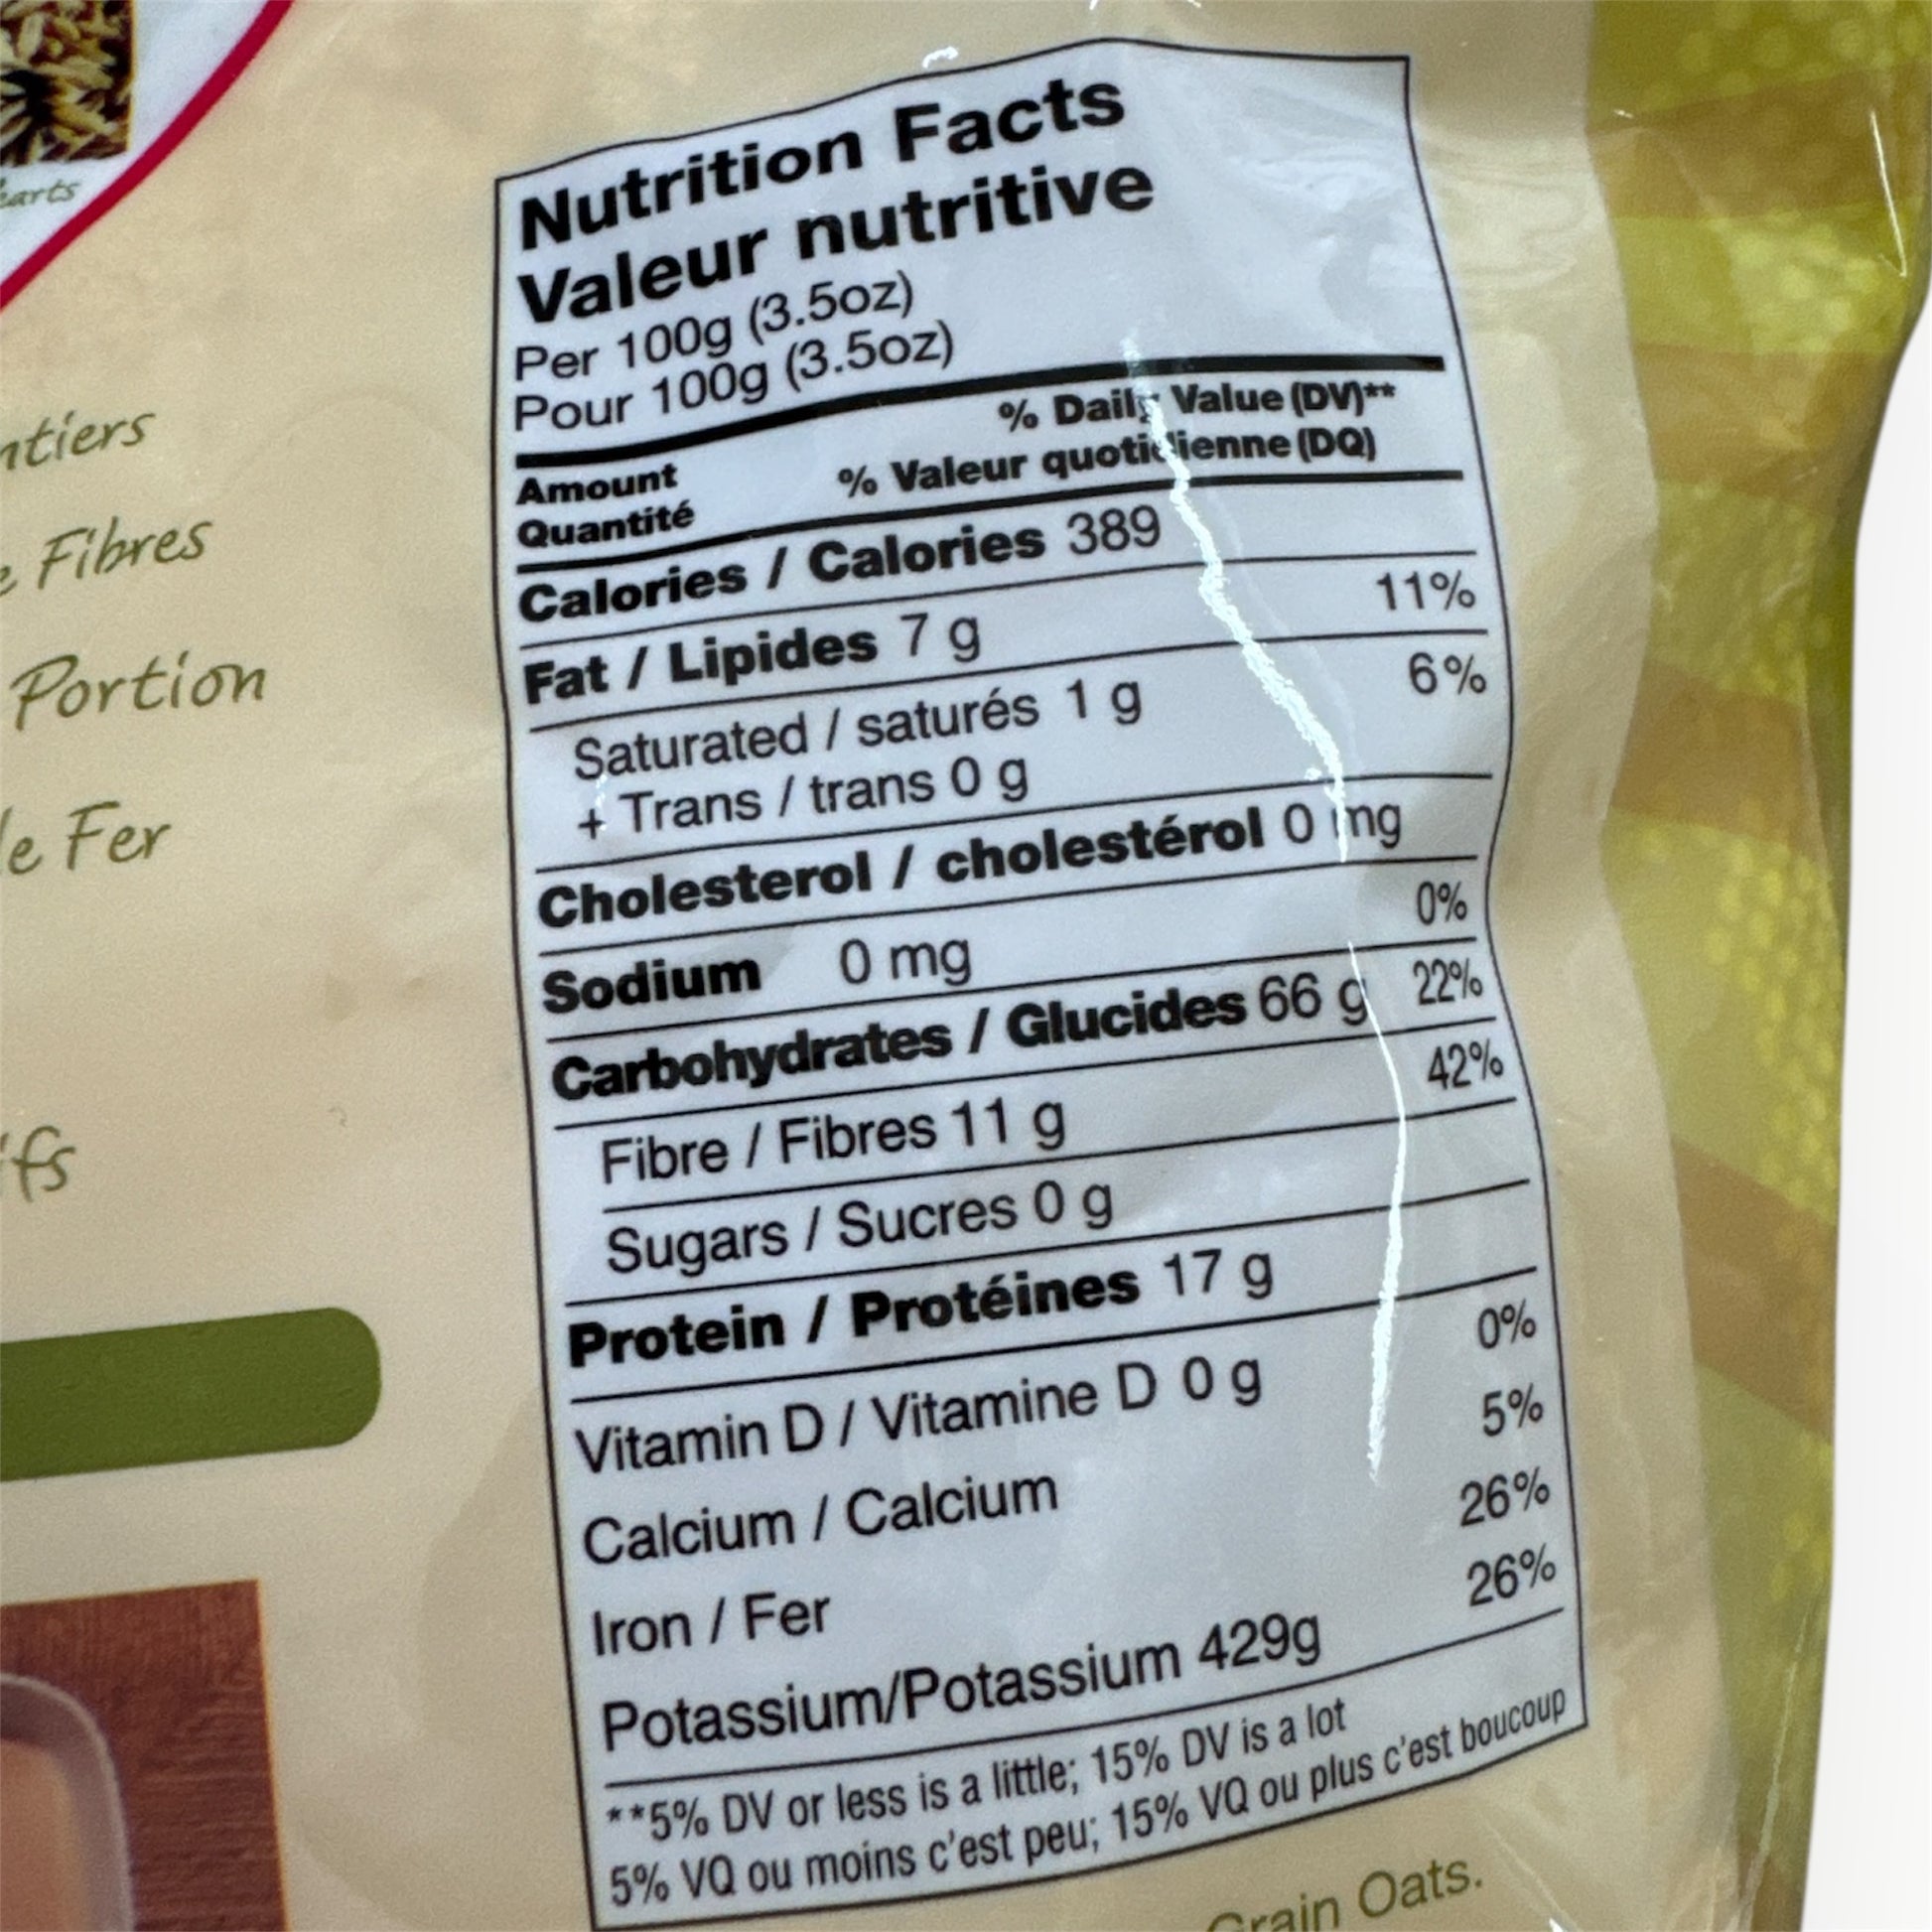 earts
ntiers
e Fibres
Portion
le Fer
ifs
Nutrition Facts
Valeur nutritive
Per 100g (3.5oz)
Pour 100g (3.5oz)
% Daily Value (DV)**
Amount
% Valeur quotidienne (DQ)
Quantité
Calories / Calories 389
Fat / Lipides 7 g 11%
Saturated / saturés 1 g 6%
+ Trans / trans 0 g
Cholesterol / cholestérol 0 mg
Sodium 0 mg 0%
Carbohydrates / Glucides 66 g 22%
Fibre / Fibres 11 g 42%
Sugars / Sucres 0 g
Protein / Protéines 17 g
Vitamin D / Vitamine D 0 g 0%
Calcium / Calcium 5%
Iron / Fer 26%
Potassium/Potassium 429g 26%
**5% DV or less is a little; 15% DV is a lot
5% VQ ou moins c'est peu; 15% VQ ou plus c'est boucoup
Grain Oats.